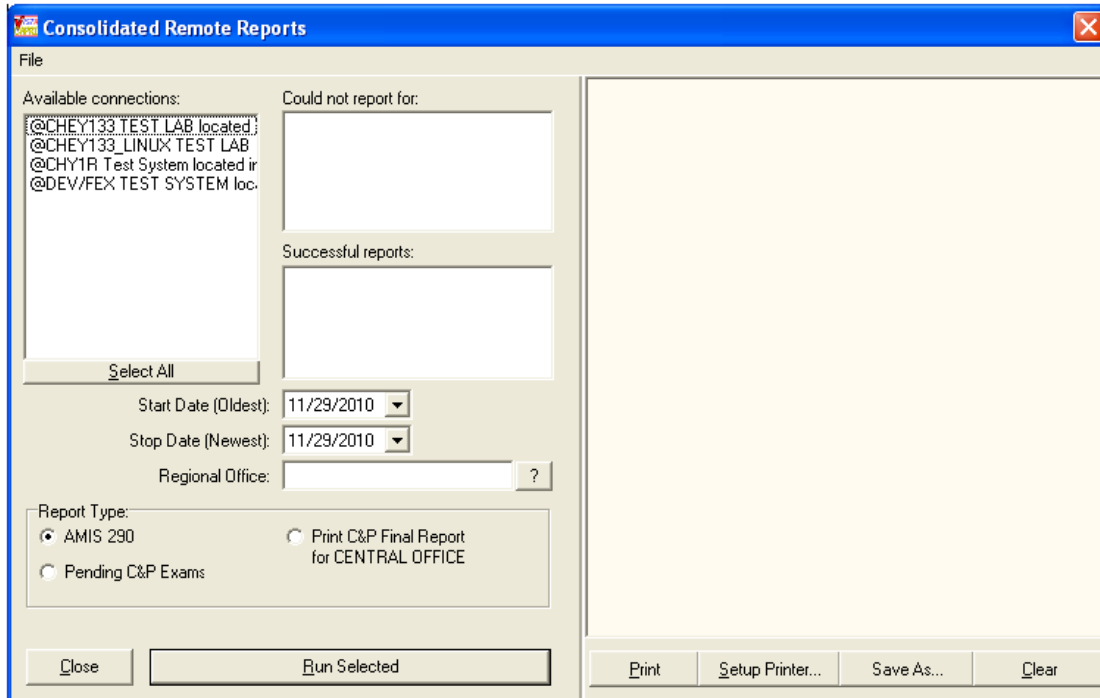 Consolidated Remote Reports
File
Available connections:
@CHEY133 TEST LAB located
@CHEY133_LINUX TEST LAB
@CHY1R Test System located ir
@DEV/FEX TEST SYSTEM loc
Select All
Could not report for:
Successful reports:
Start Date (Oldest): 11/29/2010
Stop Date (Newest): 11/29/2010
Regional Office: ?
Report Type:
AMIS 290
Pending C&P Exams
Print C&P Final Report
for CENTRAL OFFICE
Close
Run Selected
Print
Setup Printer...
Save As...
Clear